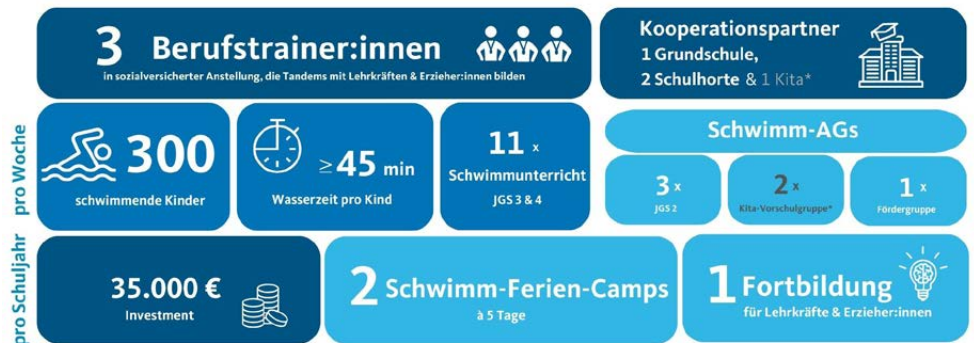 3 Berufstrainer:innen
in sozialversicherter Anstellung, die Tandems mit Lehrkräften & Erzieher:innen bilden
Kooperationspartner
1 Grundschule,
2 Schulhorte & 1 Kita*
pro Woche
300
schwimmende Kinder
≥ 45 min
Wasserzeit pro Kind
11 x
Schwimmunterricht
JGS 3 & 4
Schwimm-AGs
3 x
JGS 2
2 x
Kita-Vorschulgruppe*
1 x
Fördergruppe
pro Schuljahr
35.000 €
Investment
2 Schwimm-Ferien-Camps
à 5 Tage
1 Fortbildung
für Lehrkräfte & Erzieher:innen